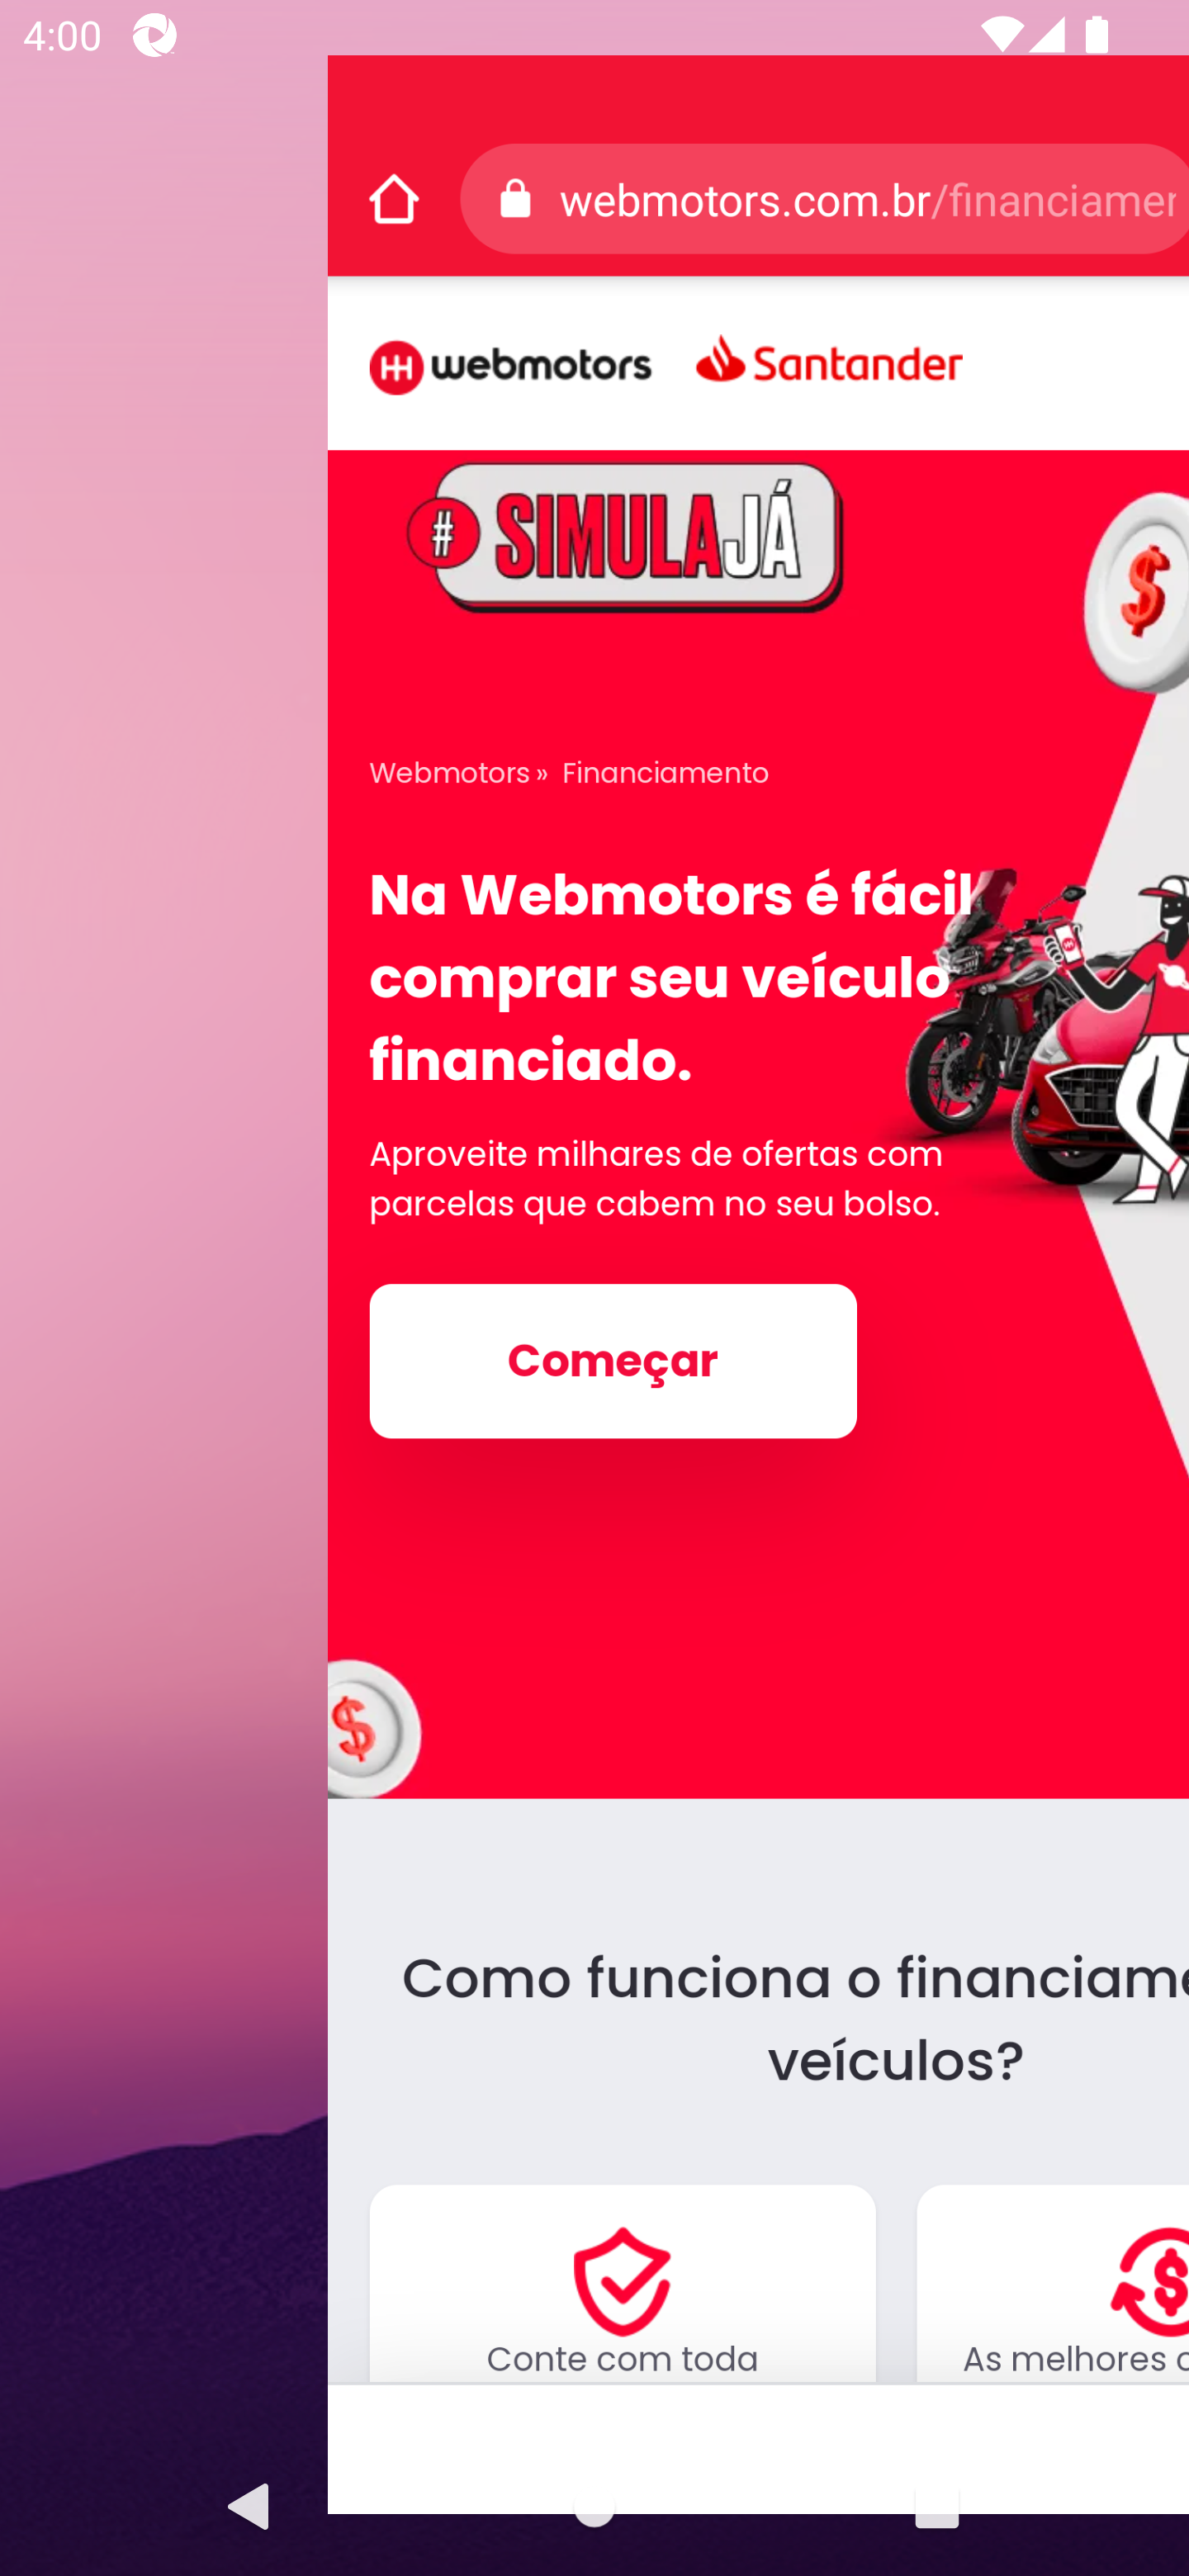 4:00
webmotors.com.br/financiamen
webmotors Santander
# SIMULAJÁ
$
Webmotors » Financiamento
Na Webmotors é fácil
comprar seu veículo
financiado.
Aproveite milhares de ofertas com
parcelas que cabem no seu bolso.
Começar
$
Como funciona o financiame
veículos?
$
Conte com toda
As melhores